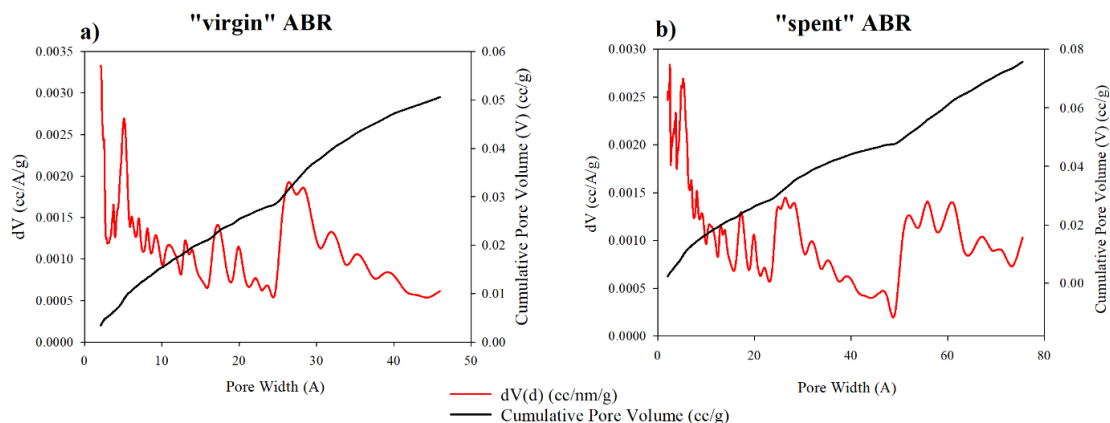 "virgin" ABR
"spent" ABR
a)
0.0035
0.0030
0.0025
0.0020
0.0015
0.0010
0.0005
0.0000
dV (cc/A/g)
0.06
0.05
0.04
0.03
0.02
0.01
0.00
Cumulative Pore Volume (V) (cc/g)
0 10 20 30 40 50
Pore Width (A)
b)
0.0030
0.0025
0.0020
0.0015
0.0010
0.0005
0.0000
dV (cc/A/g)
0.08
0.06
0.04
0.02
0.00
Cumulative Pore Volume (V) (cc/g)
0 20 40 60 80
Pore Width (A)
dV(d) (cc/nm/g)
Cumulative Pore Volume (cc/g)